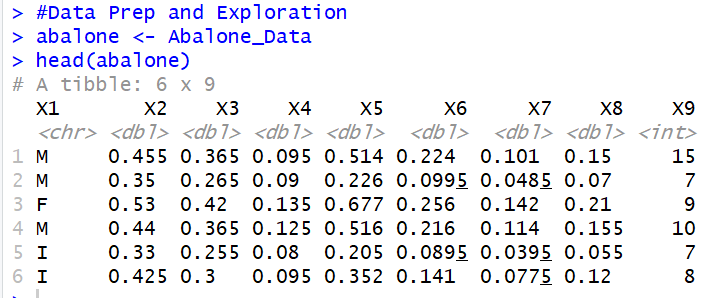 > #Data Prep and Exploration
> abalone <- Abalone_Data
> head(abalone)
# A tibble: 6 x 9
  X1       X2    X3    X4    X5     X6     X7    X8    X9
  <chr> <dbl> <dbl> <dbl> <dbl>  <dbl>  <dbl> <dbl> <int>
1 M     0.455 0.365 0.095 0.514 0.224  0.101  0.15     15
2 M     0.35  0.265 0.09  0.226 0.0995 0.0485 0.07      7
3 F     0.53  0.42  0.135 0.677 0.256  0.142  0.21      9
4 M     0.44  0.365 0.125 0.516 0.216  0.114  0.155    10
5 I     0.33  0.255 0.08  0.205 0.0895 0.0395 0.055     7
6 I     0.425 0.3   0.095 0.352 0.141  0.0775 0.12      8
>